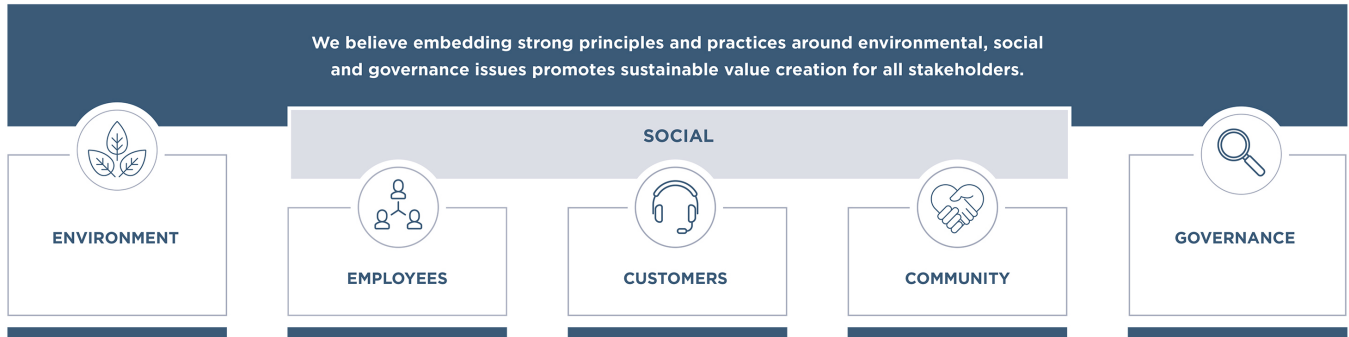 We believe embedding strong principles and practices around environmental, social
and governance issues promotes sustainable value creation for all stakeholders.
SOCIAL
ENVIRONMENT
EMPLOYEES
CUSTOMERS
COMMUNITY
GOVERNANCE